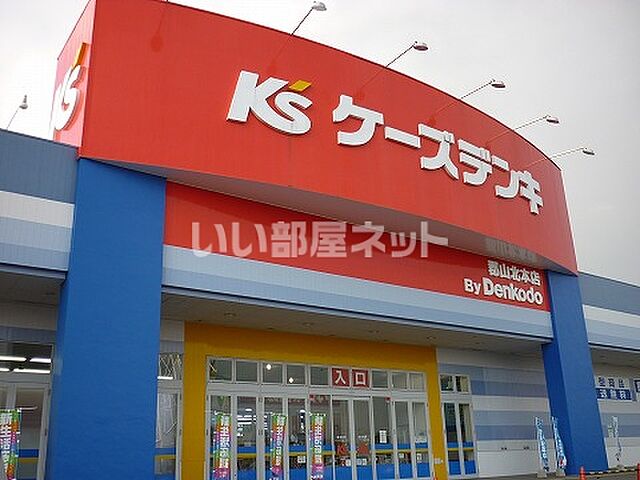 K's ケーズデンキ
K's
いい部屋ネット
郡山北本店
By Denkodo
入口